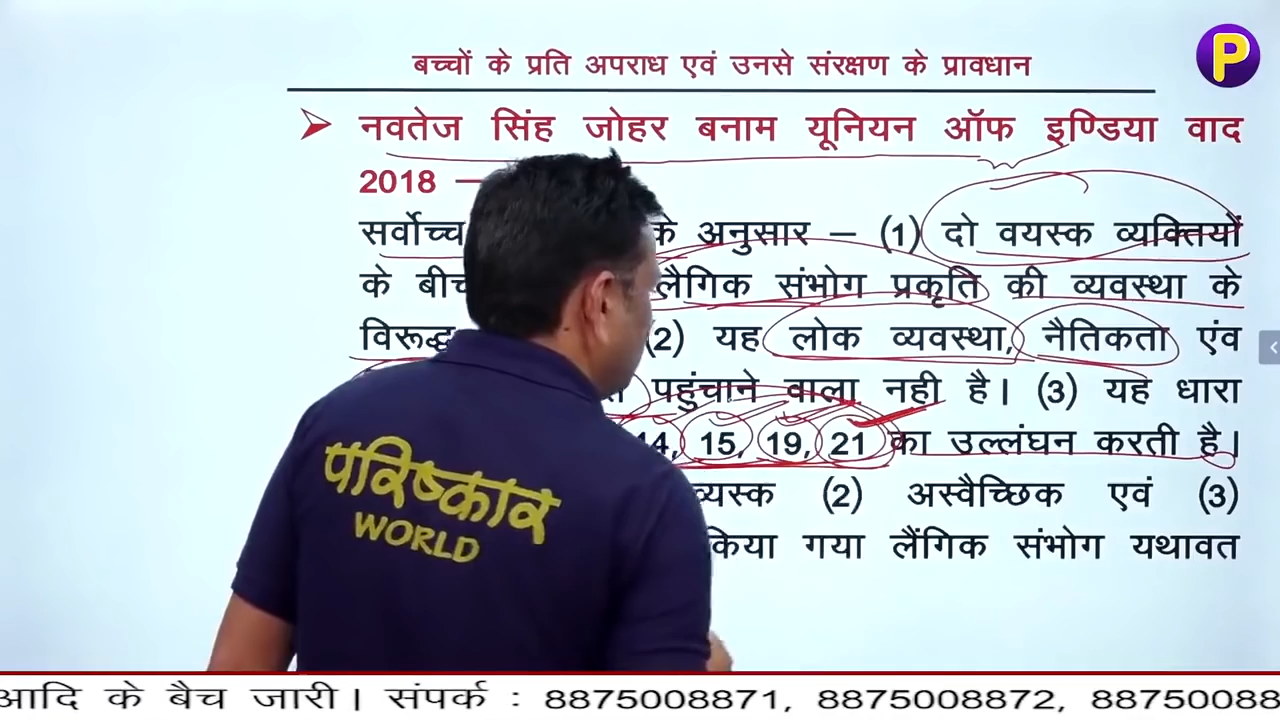 P
बच्चों के प्रति अपराध एवं उनसे संरक्षण के प्रावधान
नवतेज सिंह जोहर बनाम यूनियन ऑफ इण्डिया वाद
2018 –
सर्वोच्च के अनुसार – (1) दो वयस्क व्यक्तियों
के बीच लैगिक संभोग प्रकृति की व्यवस्था के
विरूद्ध (2) यह लोक व्यवस्था, नैतिकता एंव
पहुंचाने वाला नही है। (3) यह धारा
14, 15, 19, 21 का उल्लंघन करती है।
व्यस्क (2) अस्वैच्छिक एवं (3)
किया गया लैंगिक संभोग यथावत
परिष्कार
WORLD
आदि के बैच जारी। संपर्क : 8875008871, 8875008872, 88750088